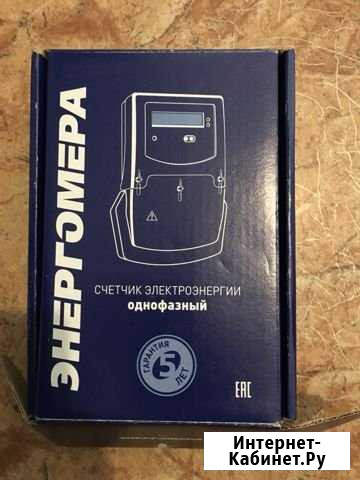 ЭНЕРГОМЕРА
СЧЕТЧИК ЭЛЕКТРОЭНЕРГИИ
однофазный
ГАРАНТИЯ
5
ЛЕТ
EAC
Интернет-
Кабинет.Ру